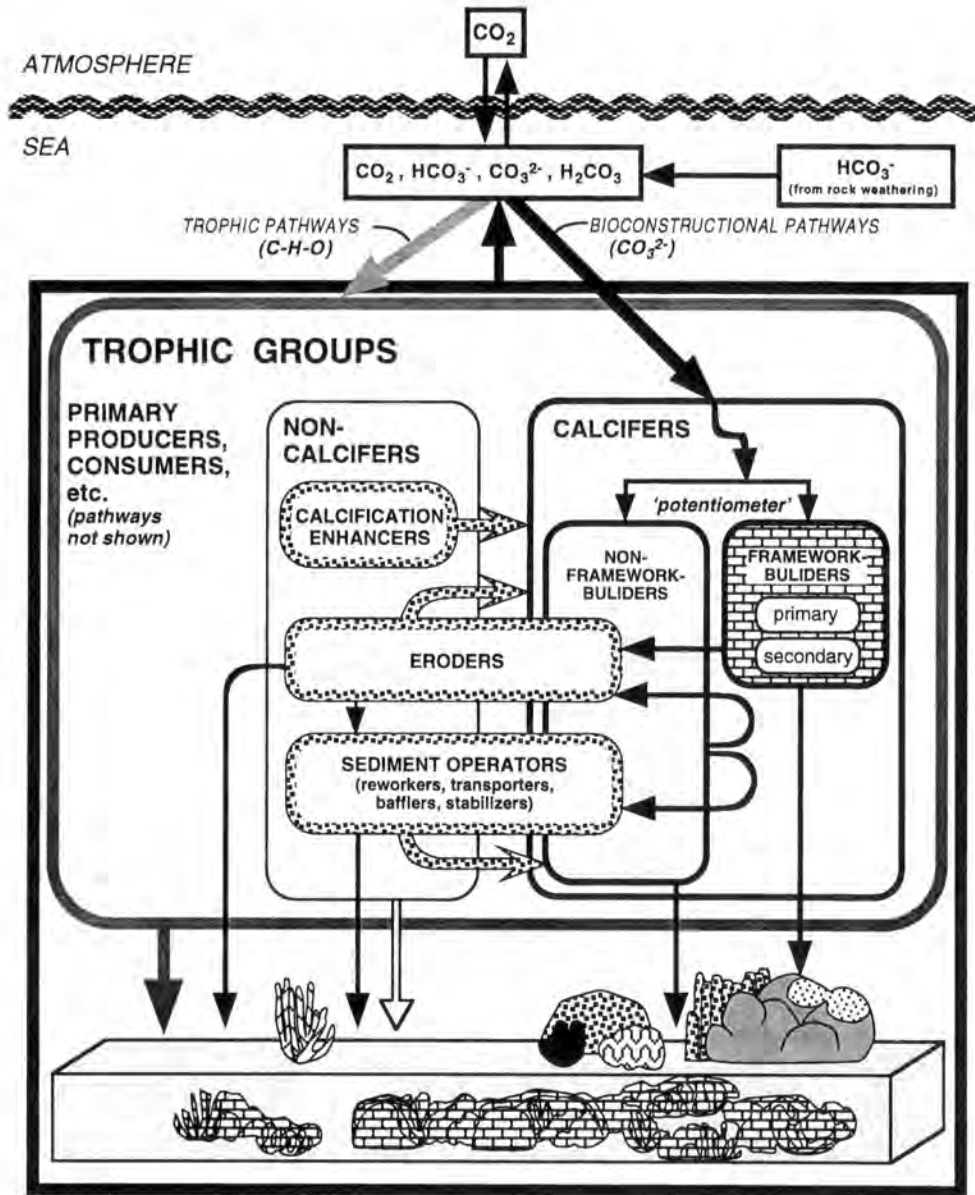 CO₂
ATMOSPHERE
SEA
CO₂ , HCO₃⁻ , CO₃²⁻ , H₂CO₃
HCO₃⁻
(from rock weathering)
TROPHIC PATHWAYS
(C-H-O)
BIOCONSTRUCTIONAL PATHWAYS
(CO₃²⁻)
TROPHIC GROUPS
PRIMARY
PRODUCERS,
CONSUMERS,
etc.
(pathways
not shown)
NON-
CALCIFERS
CALCIFICATION
ENHANCERS
CALCIFERS
'potentiometer'
NON-
FRAMEWORK-
BULIDERS
FRAMEWORK-
BULIDERS
primary
secondary
ERODERS
SEDIMENT OPERATORS
(reworkers, transporters,
bafflers, stabilizers)